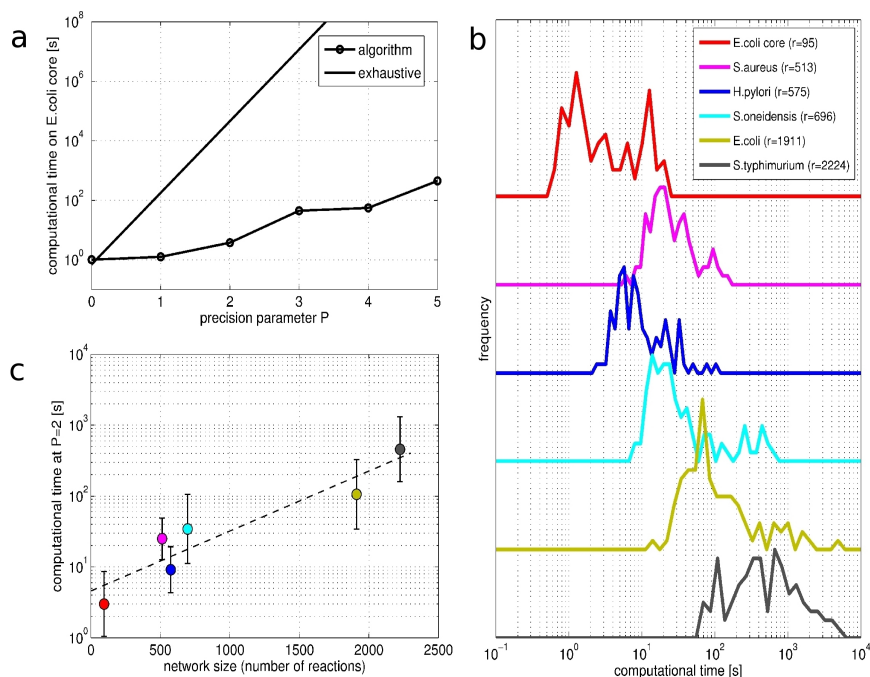 a
computational time on E.coli core [s]
10^8
10^6
10^4
10^2
10^0
0
1
2
3
4
5
precision parameter P
algorithm
exhaustive
b
frequency
E.coli core (r=95)
S.aureus (r=513)
H.pylori (r=575)
S.oneidensis (r=696)
E.coli (r=1911)
S.typhimurium (r=2224)
10^-1
10^0
10^1
10^2
10^3
10^4
computational time [s]
c
computational time at P=2 [s]
10^4
10^3
10^2
10^1
10^0
0
500
1000
1500
2000
2500
network size (number of reactions)